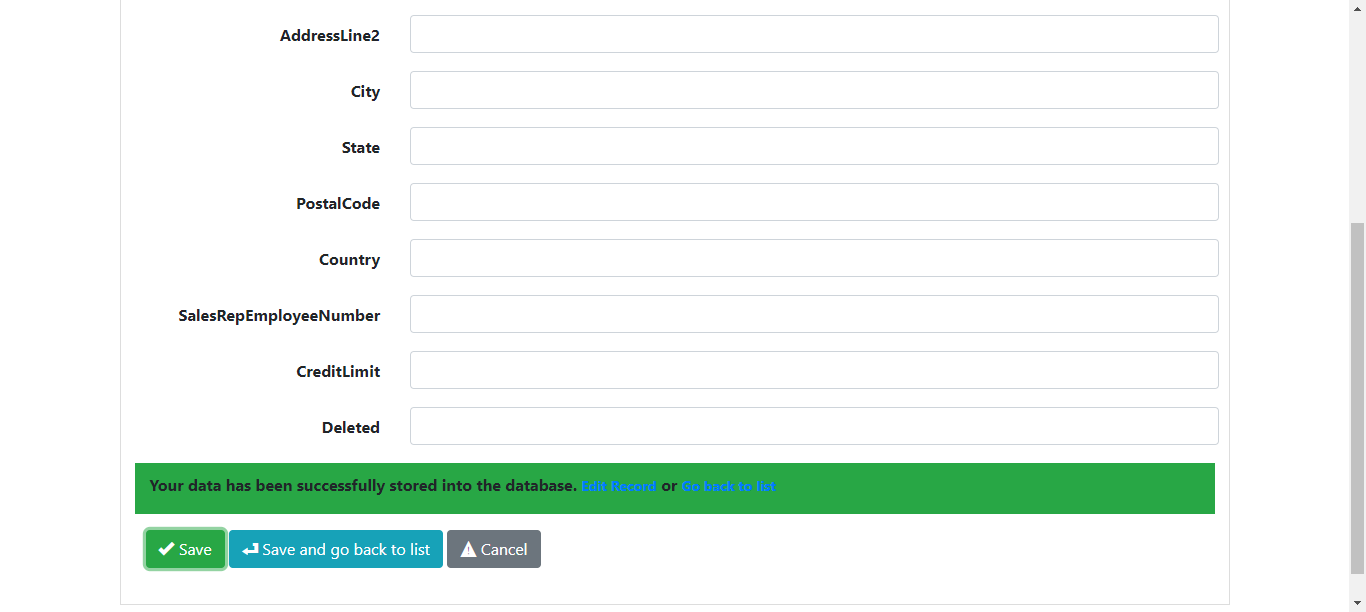 AddressLine2
City
State
PostalCode
Country
SalesRepEmployeeNumber
CreditLimit
Deleted
Your data has been successfully stored into the database. Edit Record or Go back to list
Save Save and go back to list Cancel